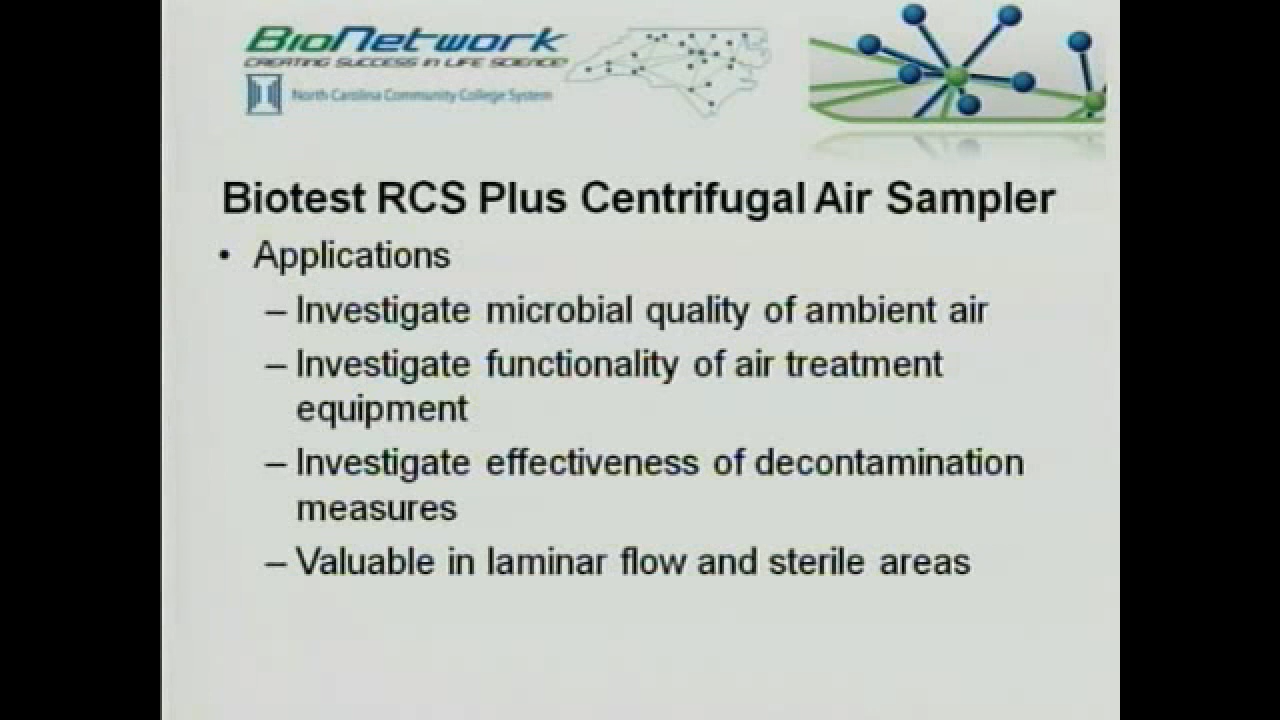 BioNetwork
CREATING SUCCESS IN LIFE SCIENCE
North Carolina Community College System
Biotest RCS Plus Centrifugal Air Sampler
• Applications
– Investigate microbial quality of ambient air
– Investigate functionality of air treatment
equipment
– Investigate effectiveness of decontamination
measures
– Valuable in laminar flow and sterile areas